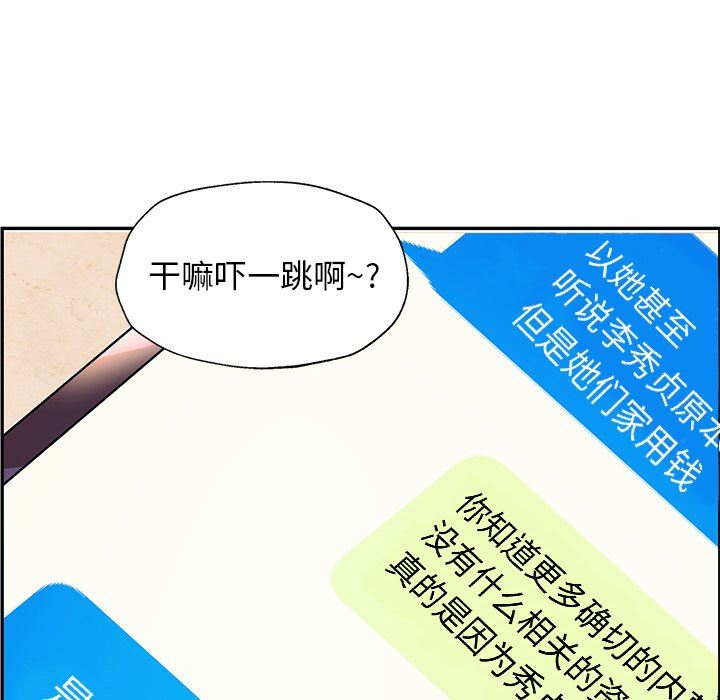 干嘛吓一跳啊~?
以她甚至
听说李秀贞原本
但是她们家用钱
你知道更多确切的内
没有什么相关的资
真的是因为秀
是